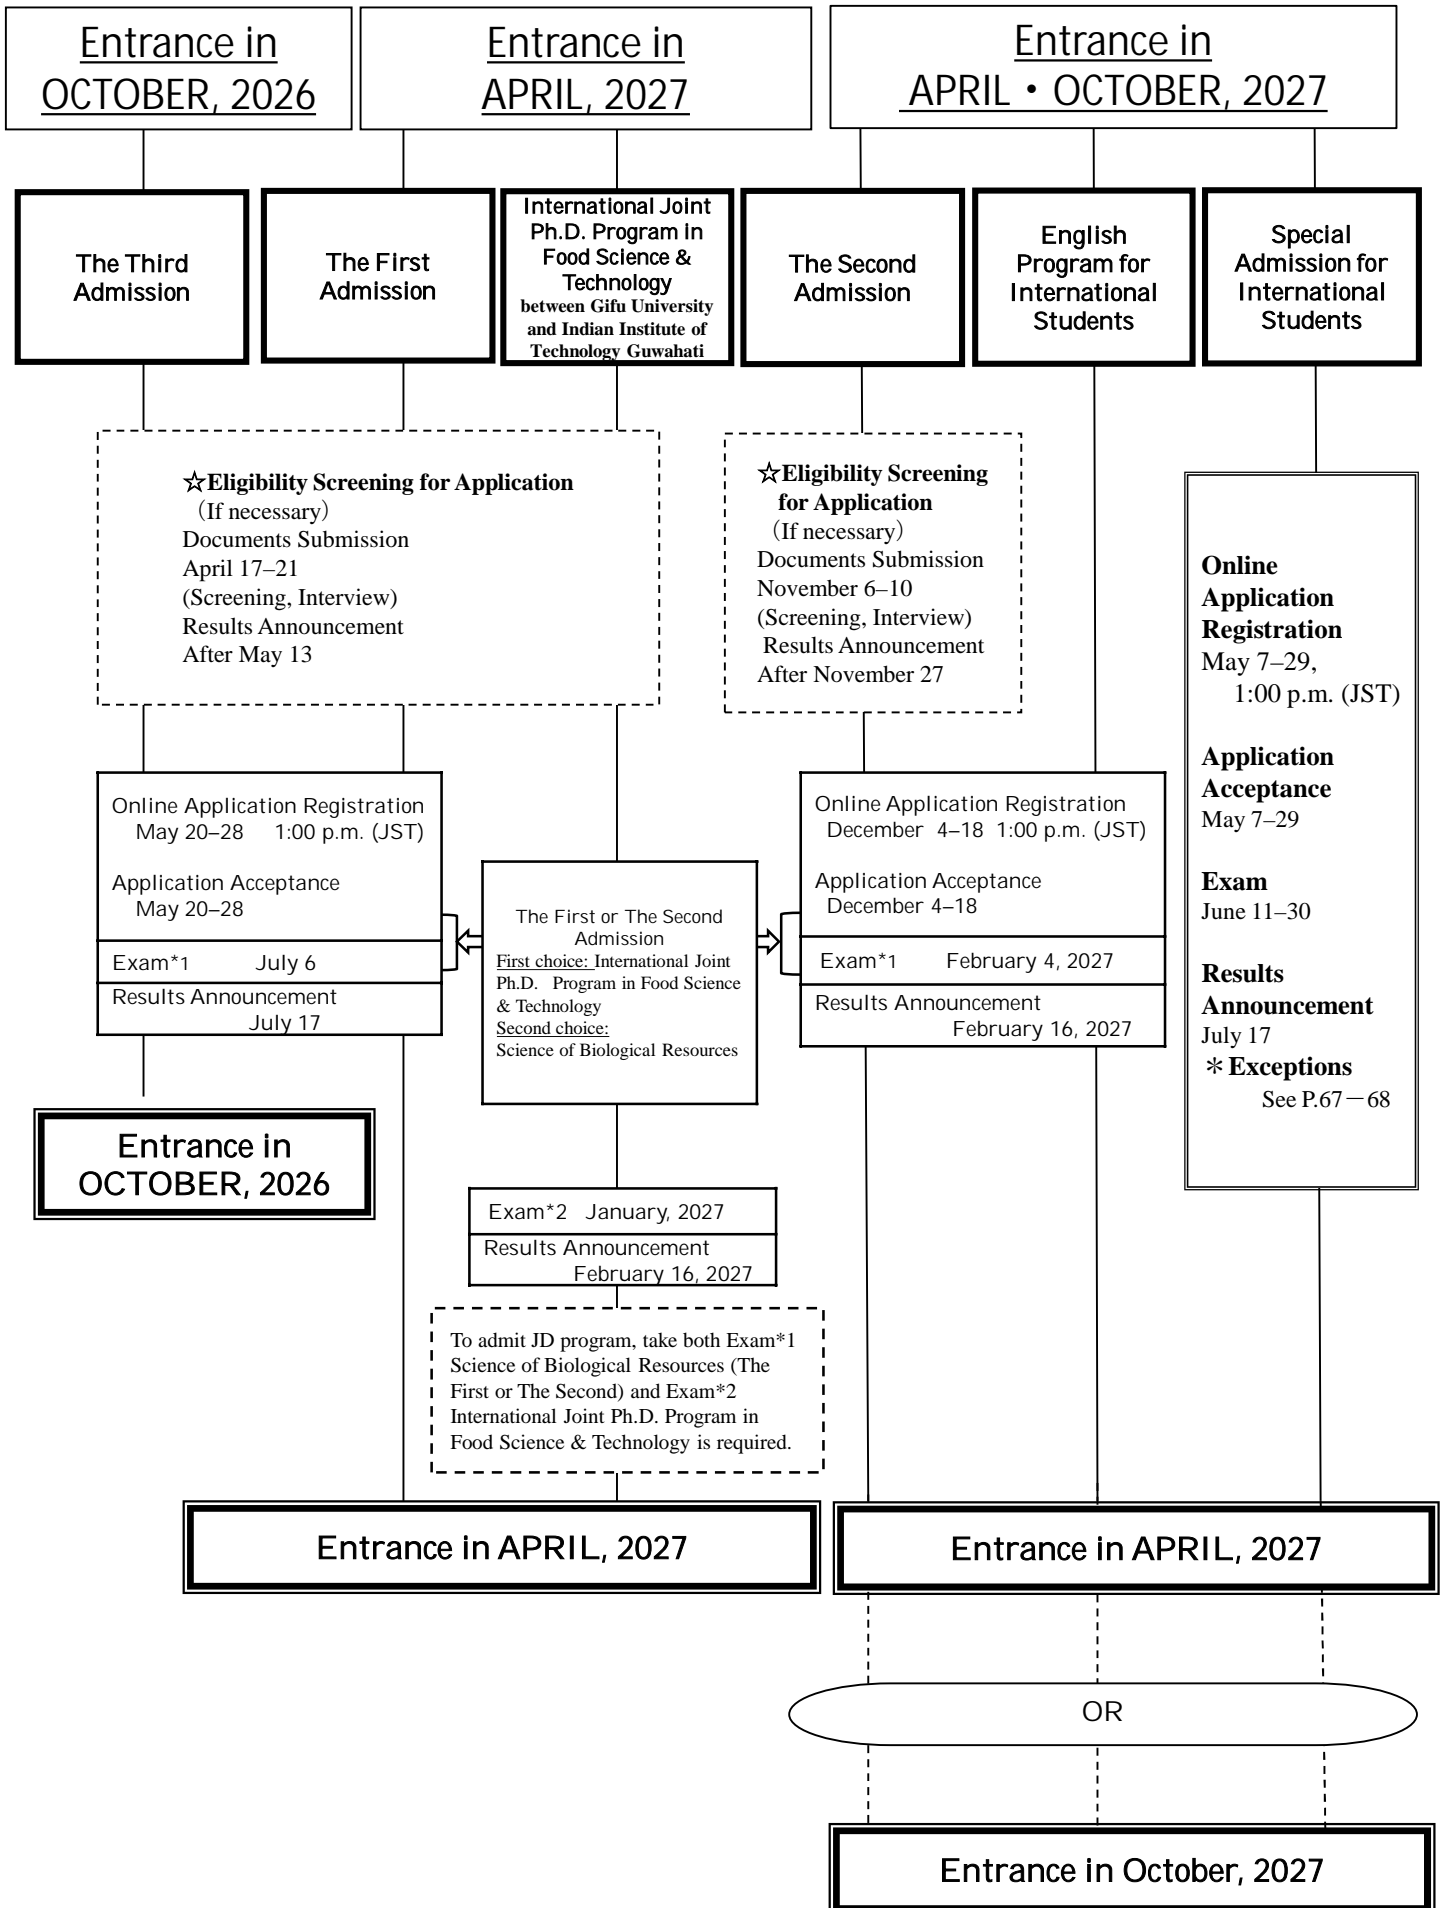 Entrance in
OCTOBER, 2026
Entrance in
APRIL, 2027
Entrance in
APRIL・OCTOBER, 2027
The Third
Admission
The First
Admission
International Joint
Ph.D. Program in
Food Science &
Technology
between Gifu University
and Indian Institute of
Technology Guwahati
The Second
Admission
English
Program for
International
Students
Special
Admission for
International
Students
☆Eligibility Screening for Application
（If necessary）
Documents Submission
April 17–21
(Screening, Interview)
Results Announcement
After May 13
☆Eligibility Screening
for Application
（If necessary）
Documents Submission
November 6–10
(Screening, Interview)
Results Announcement
After November 27
Online
Application
Registration
May 7–29,
1:00 p.m. (JST)
Application
Acceptance
May 7–29
Exam
June 11–30
Results
Announcement
July 17
＊Exceptions
See P.67－68
Online Application Registration
May 20–28 1:00 p.m. (JST)
Application Acceptance
May 20–28
Exam*1 July 6
Results Announcement
July 17
The First or The Second
Admission
First choice: International Joint
Ph.D. Program in Food Science
& Technology
Second choice:
Science of Biological Resources
Online Application Registration
December 4–18 1:00 p.m. (JST)
Application Acceptance
December 4–18
Exam*1 February 4, 2027
Results Announcement
February 16, 2027
Entrance in
OCTOBER, 2026
Exam*2 January, 2027
Results Announcement
February 16, 2027
To admit JD program, take both Exam*1
Science of Biological Resources (The
First or The Second) and Exam*2
International Joint Ph.D. Program in
Food Science & Technology is required.
Entrance in APRIL, 2027
Entrance in APRIL, 2027
OR
Entrance in October, 2027